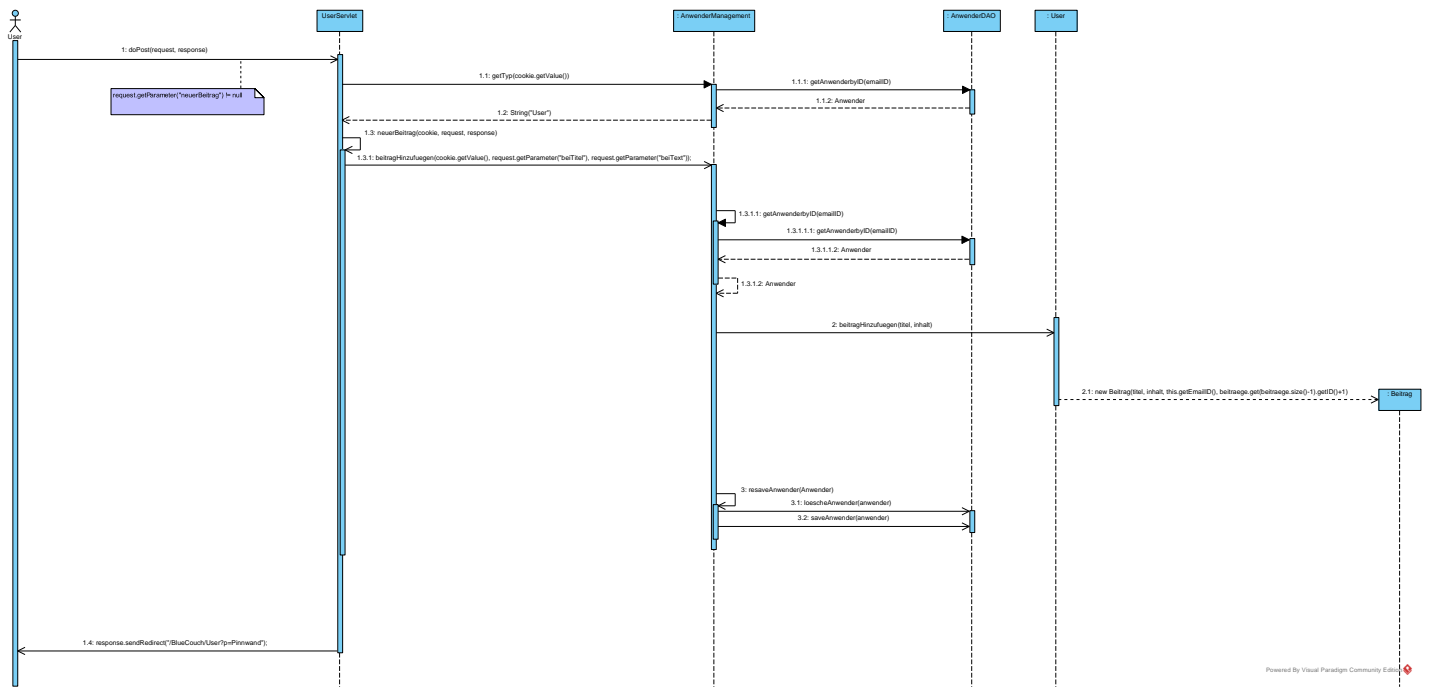 UserServlet
: AnwenderManagement
: AnwenderDAO
: User
User
1: doPost(request, response)
1.1: getTyp(cookie.getValue())
1.1.1: getAnwenderbyID(emailID)
request.getParameter("neuerBeitrag") != null
1.1.2: Anwender
1.2: String("User")
1.3: neuerBeitrag(cookie, request, response)
1.3.1: beitragHinzufuegen(cookie.getValue(), request.getParameter("beiTitel"), request.getParameter("beiText"));
1.3.1.1: getAnwenderbyID(emailID)
1.3.1.1.1: getAnwenderbyID(emailID)
1.3.1.1.2: Anwender
1.3.1.2: Anwender
2: beitragHinzufuegen(titel, inhalt)
2.1: new Beitrag(titel, inhalt, this.getEmailID(), beitraege.get(beitraege.size()-1).getID()+1)
: Beitrag
3: resaveAnwender(Anwender)
3.1: loescheAnwender(anwender)
3.2: saveAnwender(anwender)
1.4: response.sendRedirect("/BlueCouch/User?p=Pinnwand");
Powered By Visual Paradigm Community Edition